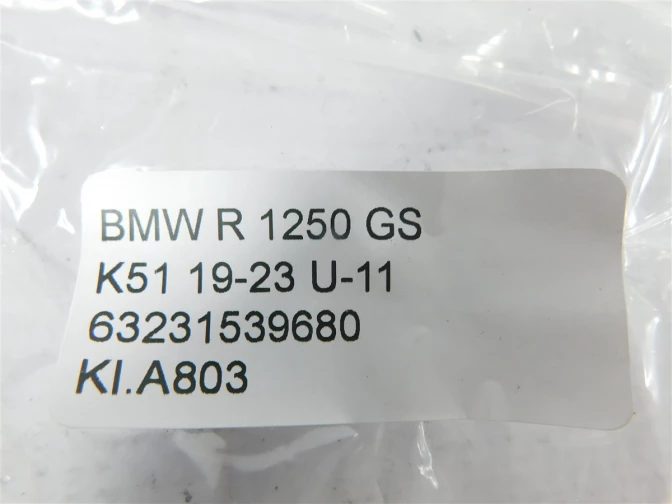 BMW R 1250 GS
K51 19-23 U-11
63231539680
KI.A803